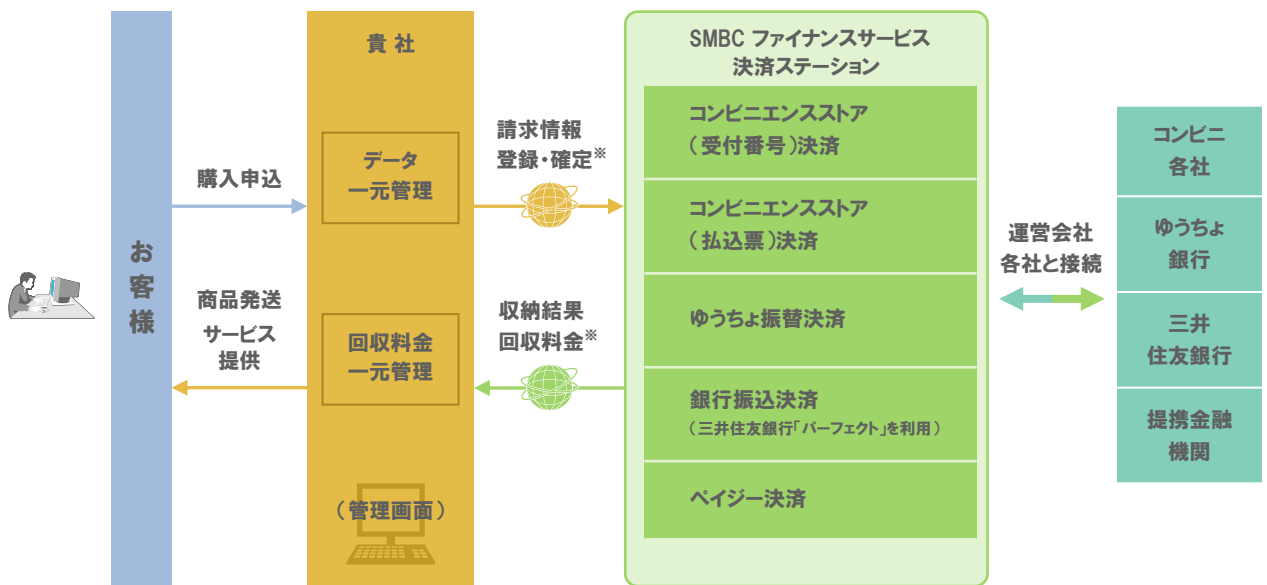 お客様
購入申込
商品発送
サービス
提供
貴社
データ
一元管理
回収料金
一元管理
（管理画面）
請求情報
登録・確定※
収納結果
回収料金※
SMBC ファイナンスサービス
決済ステーション
コンビニエンスストア
（受付番号）決済
コンビニエンスストア
（払込票）決済
ゆうちょ振替決済
銀行振込決済
（三井住友銀行「パーフェクト」を利用）
ペイジー決済
運営会社
各社と接続
コンビニ
各社
ゆうちょ
銀行
三井
住友銀行
提携金融
機関